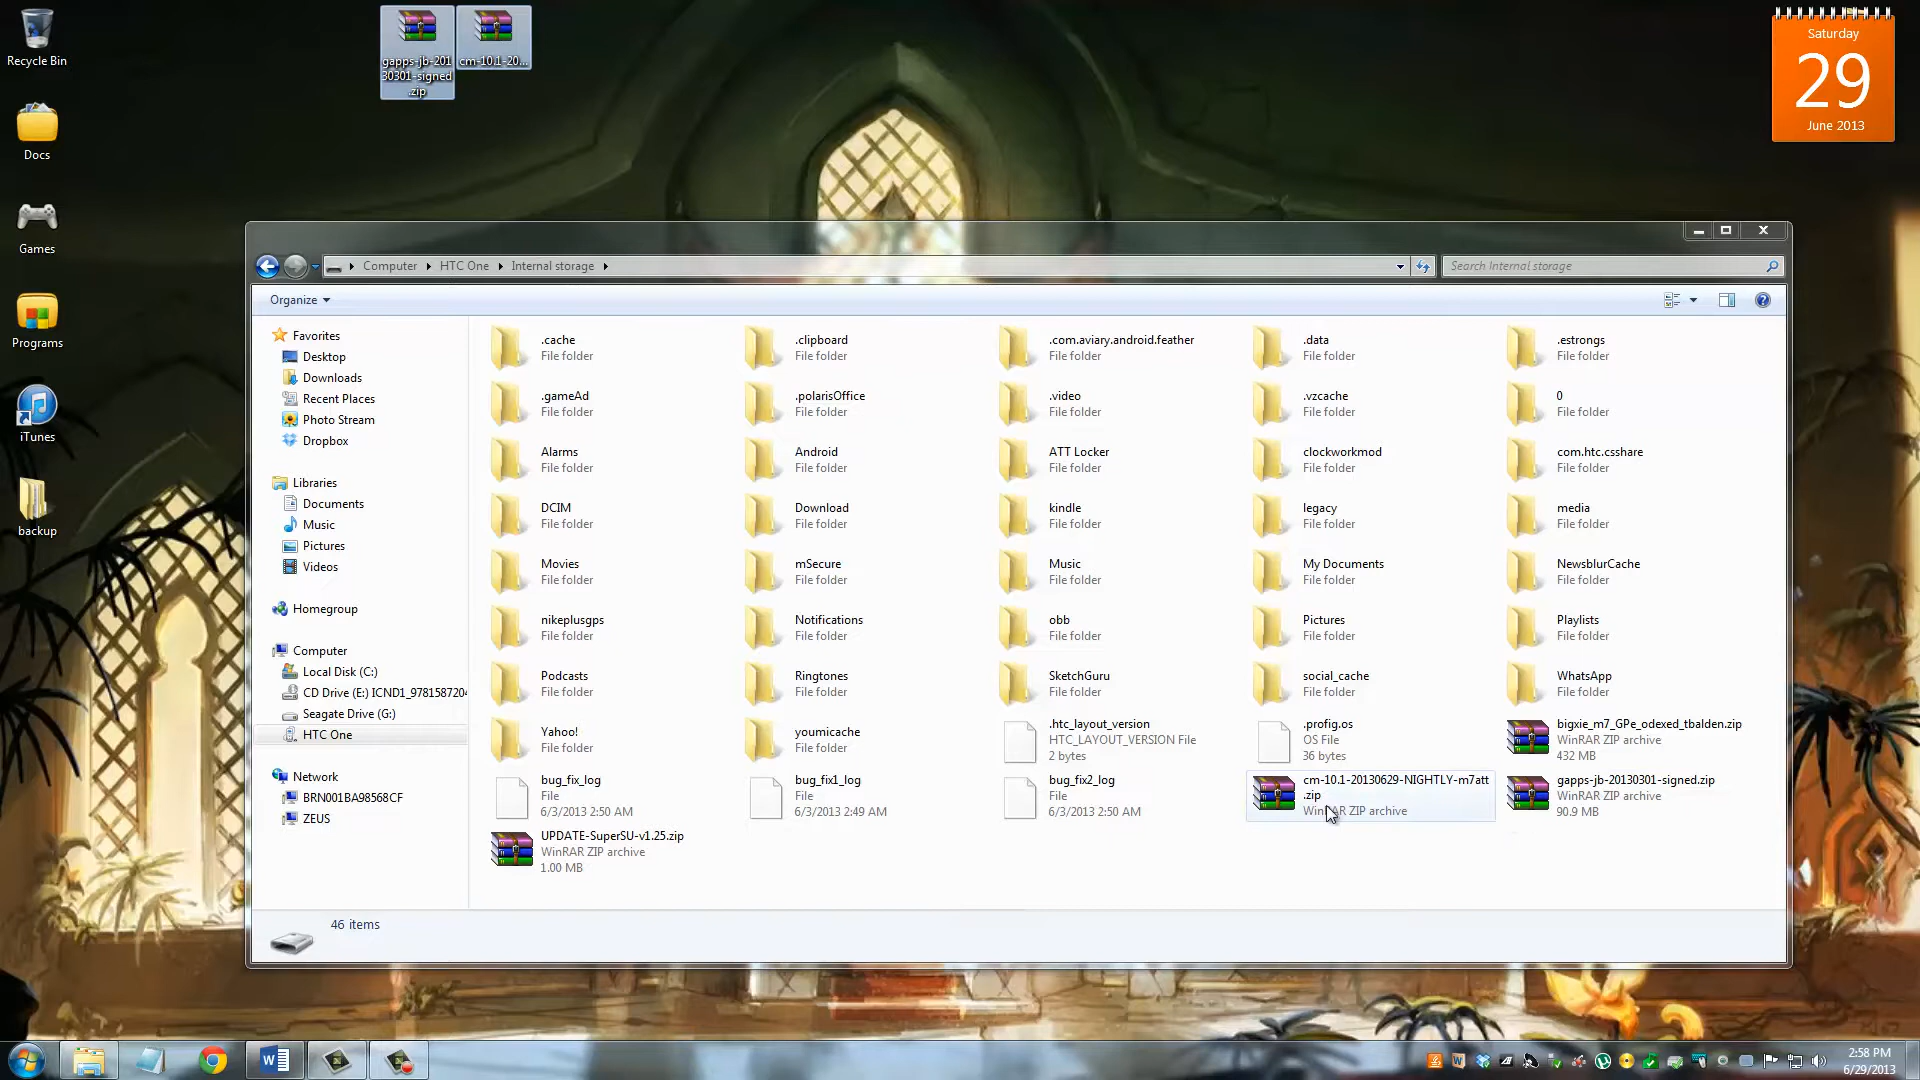 Recycle Bin
Docs
Games
Programs
iTunes
backup
gapps-jb-201
30301-signed
.zip
cm-10.1-20...
Saturday
29
June 2013
Computer
HTC One
Internal storage
Search Internal storage
Organize
Favorites
Desktop
Downloads
Recent Places
Photo Stream
Dropbox
Libraries
Documents
Music
Pictures
Videos
Homegroup
Computer
Local Disk (C:)
CD Drive (E:) ICND1_9781587204
Seagate Drive (G:)
HTC One
Network
BRN001BA98568CF
ZEUS
.cache
File folder
.clipboard
File folder
.com.aviary.android.feather
File folder
.data
File folder
.estrongs
File folder
.gameAd
File folder
.polarisOffice
File folder
.video
File folder
.vzcache
File folder
0
File folder
Alarms
File folder
Android
File folder
ATT Locker
File folder
clockworkmod
File folder
com.htc.csshare
File folder
DCIM
File folder
Download
File folder
kindle
File folder
legacy
File folder
media
File folder
Movies
File folder
mSecure
File folder
Music
File folder
My Documents
File folder
NewsblurCache
File folder
nikeplusgps
File folder
Notifications
File folder
obb
File folder
Pictures
File folder
Playlists
File folder
Podcasts
File folder
Ringtones
File folder
SketchGuru
File folder
social_cache
File folder
WhatsApp
File folder
Yahoo!
File folder
youmicache
File folder
.htc_layout_version
HTC_LAYOUT_VERSION File
2 bytes
.profig.os
OS File
36 bytes
bigxie_m7_GPe_odexed_tbalden.zip
WinRAR ZIP archive
432 MB
bug_fix_log
File
6/3/2013 2:50 AM
bug_fix1_log
File
6/3/2013 2:49 AM
bug_fix2_log
File
6/3/2013 2:50 AM
cm-10.1-20130629-NIGHTLY-m7att
.zip
WinRAR ZIP archive
gapps-jb-20130301-signed.zip
WinRAR ZIP archive
90.9 MB
UPDATE-SuperSU-v1.25.zip
WinRAR ZIP archive
1.00 MB
46 items
2:58 PM
6/29/2013